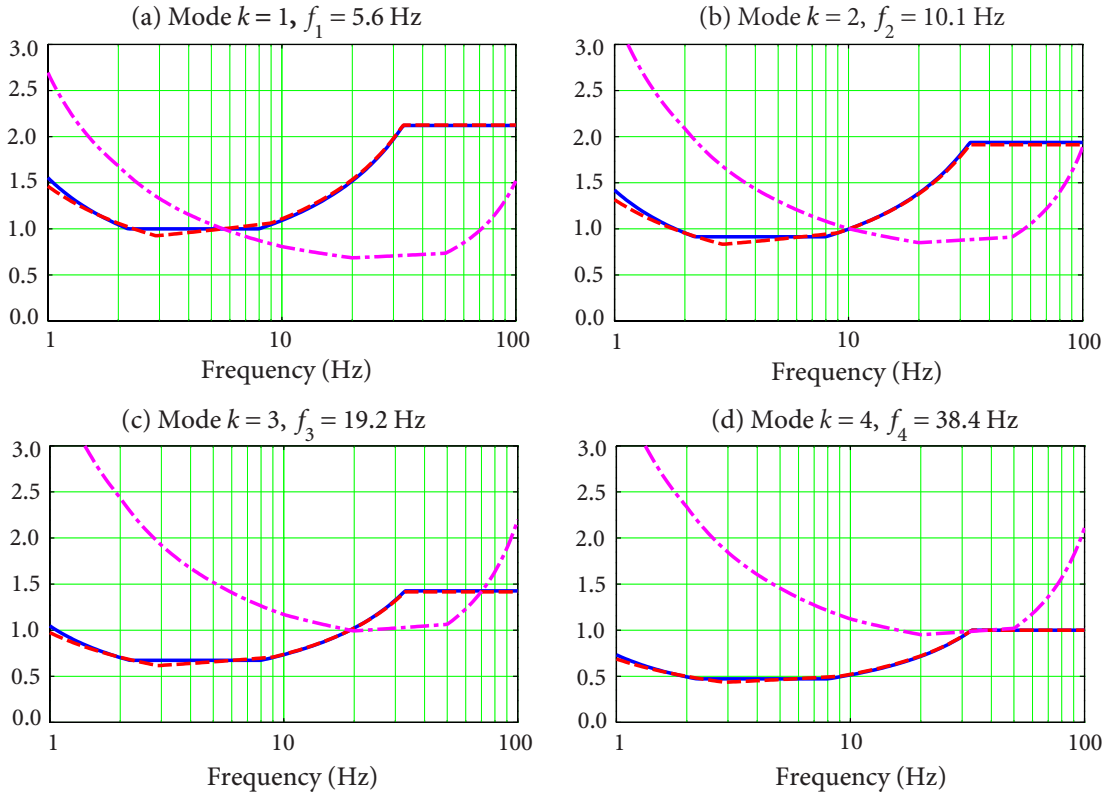 (a) Mode k = 1, f1 = 5.6 Hz
3.0
2.5
2.0
1.5
1.0
0.5
0.0
1 10 100
Frequency (Hz)
(b) Mode k = 2, f2 = 10.1 Hz
3.0
2.5
2.0
1.5
1.0
0.5
0.0
1 10 100
Frequency (Hz)
(c) Mode k = 3, f3 = 19.2 Hz
3.0
2.5
2.0
1.5
1.0
0.5
0.0
1 10 100
Frequency (Hz)
(d) Mode k = 4, f4 = 38.4 Hz
3.0
2.5
2.0
1.5
1.0
0.5
0.0
1 10 100
Frequency (Hz)